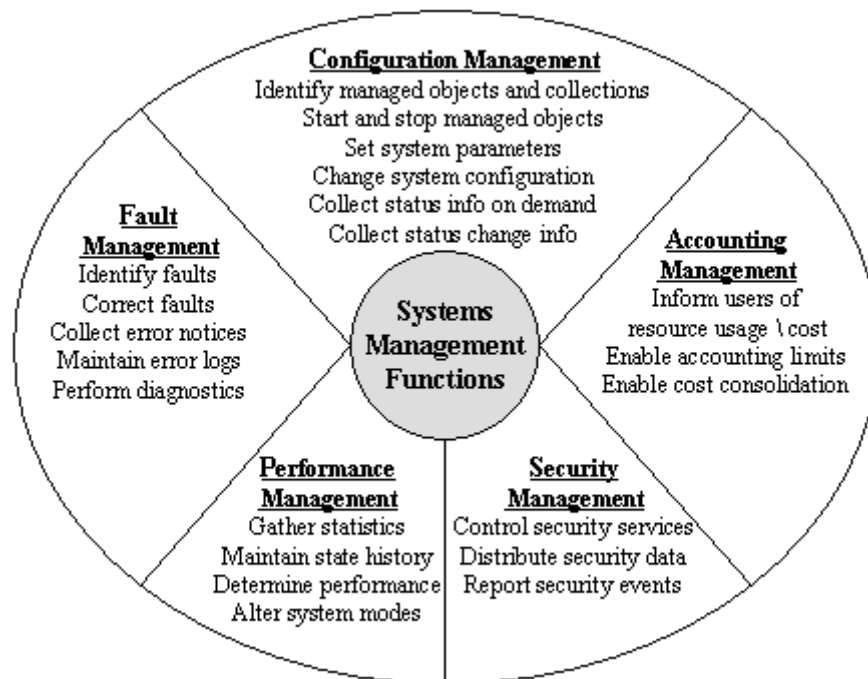 Configuration Management
Identify managed objects and collections
Start and stop managed objects
Set system parameters
Change system configuration
Collect status info on demand
Collect status change info
Fault
Management
Identify faults
Correct faults
Collect error notices
Maintain error logs
Perform diagnostics
Systems
Management
Functions
Accounting
Management
Inform users of
resource usage \ cost
Enable accounting limits
Enable cost consolidation
Performance
Management
Gather statistics
Maintain state history
Determine performance
Alter system modes
Security
Management
Control security services
Distribute security data
Report security events